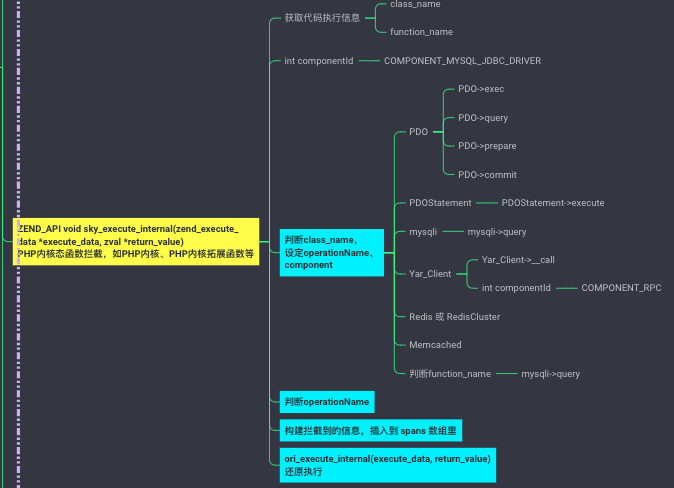 class_name
获取代码执行信息
function_name
int componentId
COMPONENT_MYSQL_JDBC_DRIVER
PDO->exec
PDO->query
PDO
PDO->prepare
PDO->commit
PDOStatement
PDOStatement->execute
ZEND_API void sky_execute_internal(zend_execute_
data *execute_data, zval *return_value)
PHP内核态函数拦截，如PHP内核、PHP内核拓展函数等
判断class_name，
设定operationName、
component
mysqli
mysqli->query
Yar_Client->__call
Yar_Client
int componentId
COMPONENT_RPC
Redis 或 RedisCluster
Memcached
判断function_name
mysqli->query
判断operationName
构建拦截到的信息，插入到 spans 数组里
ori_execute_internal(execute_data, return_value)
还原执行